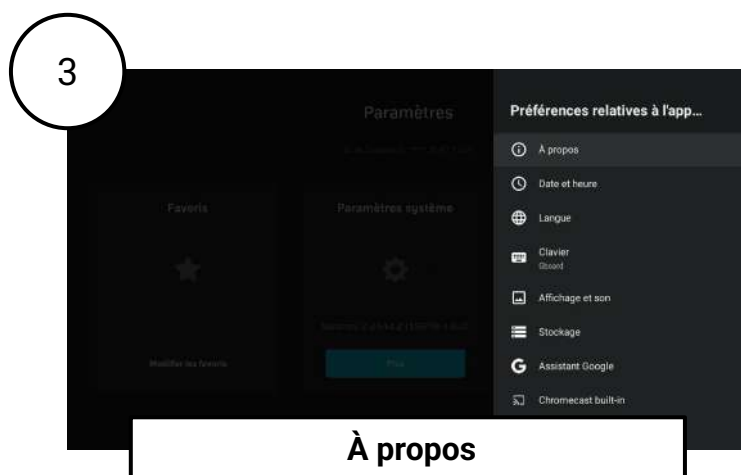 3
Paramètres
Préférences relatives à l'app...
À propos
Date et heure
Favoris
Paramètres système
Langue
Clavier
Gboard
Affichage et son
Stockage
Modifier les favoris
Plus
Assistant Google
Chromecast built-in
À propos